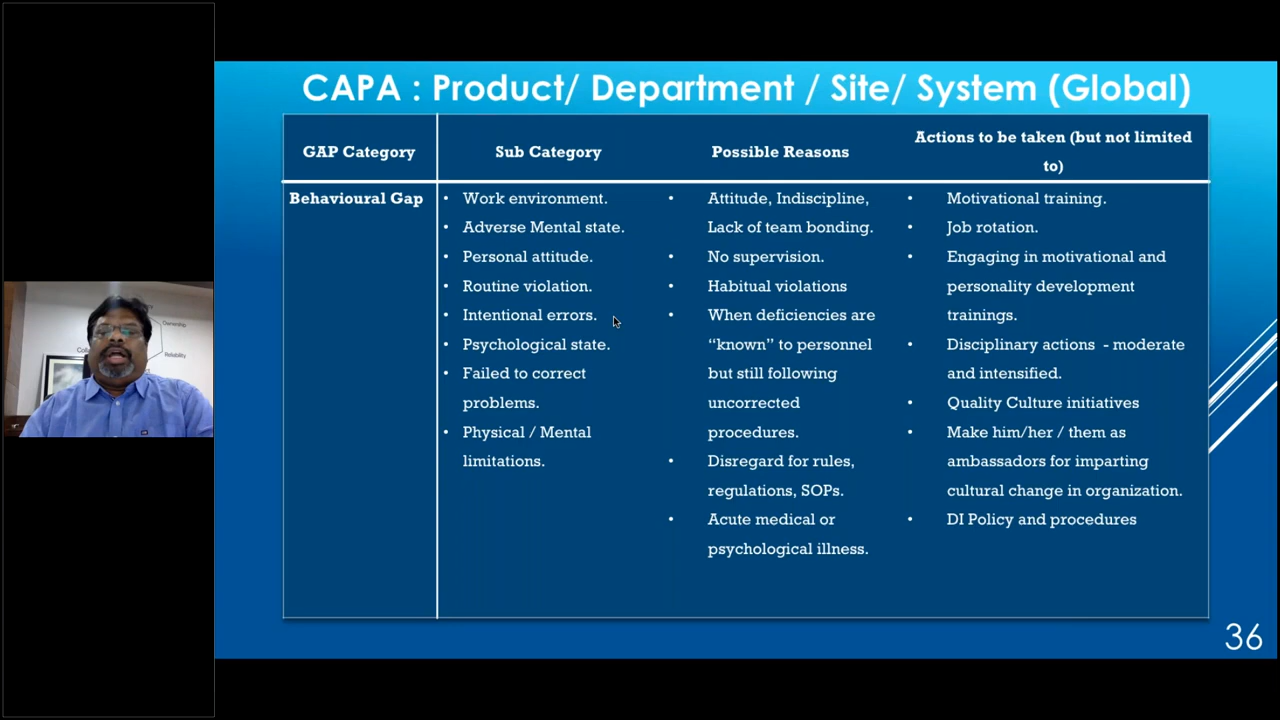 CAPA : Product/ Department / Site/ System (Global)
GAP Category
Sub Category
Possible Reasons
Actions to be taken (but not limited
to)
Behavioural Gap
• Work environment.
• Adverse Mental state.
• Personal attitude.
• Routine violation.
• Intentional errors.
• Psychological state.
• Failed to correct
problems.
• Physical / Mental
limitations.
• Attitude, Indiscipline,
Lack of team bonding.
• No supervision.
• Habitual violations
• When deficiencies are
“known” to personnel
but still following
uncorrected
procedures.
• Disregard for rules,
regulations, SOPs.
• Acute medical or
psychological illness.
• Motivational training.
• Job rotation.
• Engaging in motivational and
personality development
trainings.
• Disciplinary actions - moderate
and intensified.
• Quality Culture initiatives
• Make him/her / them as
ambassadors for imparting
cultural change in organization.
• DI Policy and procedures
36
Ownership
Reliability